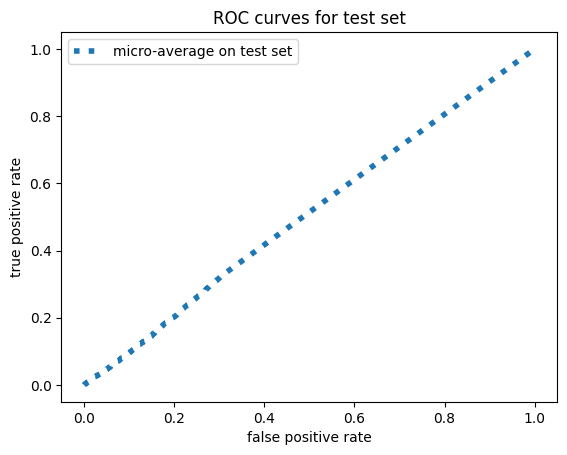 ROC curves for test set
micro-average on test set
true positive rate
1.0
0.8
0.6
0.4
0.2
0.0
0.0 0.2 0.4 0.6 0.8 1.0
false positive rate